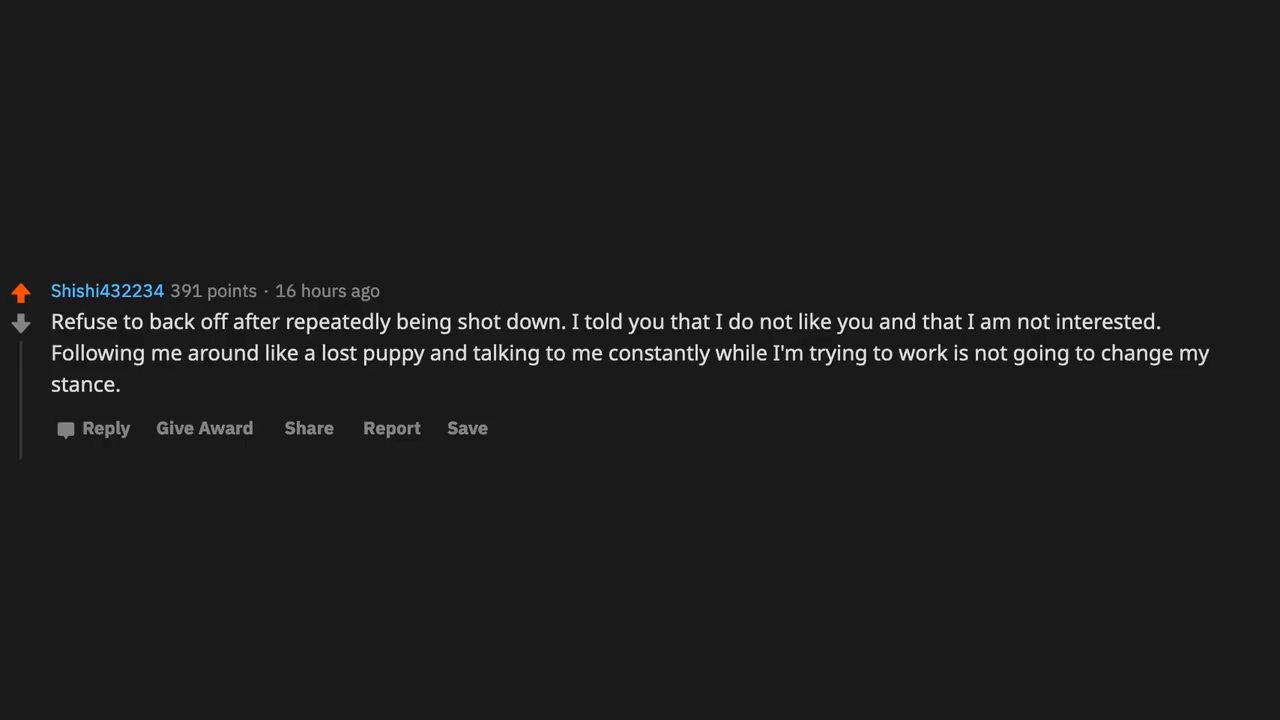 Shishi432234 391 points · 16 hours ago
Refuse to back off after repeatedly being shot down. I told you that I do not like you and that I am not interested.
Following me around like a lost puppy and talking to me constantly while I'm trying to work is not going to change my
stance.
Reply Give Award Share Report Save